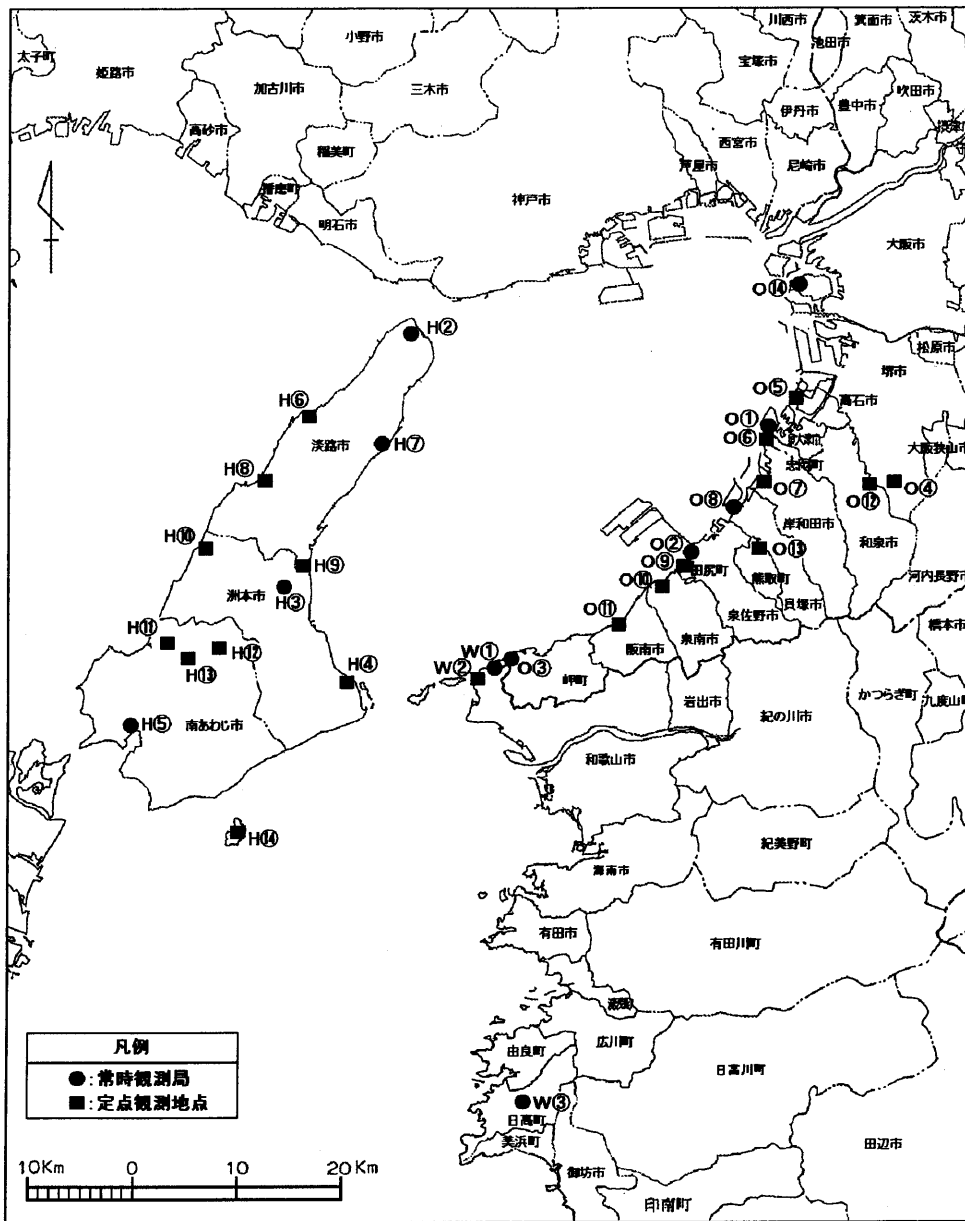 川西市
箕面市
茨木市
小野市
池田市
太子町
姫路市
加古川市
三木市
宝塚市
吹田市
伊丹市
豊中市
高砂市
摂津市
西宮市
稲美町
芦屋市
尼崎市
播磨町
神戸市
明石市
大阪市
O⑭
H②
松原市
堺市
O⑤
高石市
H⑥
O①
淡路市
H⑦
O⑥
大阪狭山市
忠岡町
H⑧
O⑦
O⑫
O④
O⑧
岸和田市
H⑩
O②
O⑬
和泉市
H⑨
O⑨
田尻町
熊取町
河内長野市
洲本市
H③
O⑩
貝塚市
泉佐野市
O⑪
橋本市
H⑪
H⑫
阪南市
泉南市
H⑬
W①
O③
W②
H④
岬町
岩出市
かつらぎ町
九度山町
H⑤
南あわじ市
紀の川市
和歌山市
H⑭
紀美野町
海南市
有田市
有田川町
湯浅町
凡例
由良町
広川町
日高川町
●:常時観測局
■:定点観測地点
W③
日高町
美浜町
田辺市
10Km 0 10 20Km
御坊市
印南町